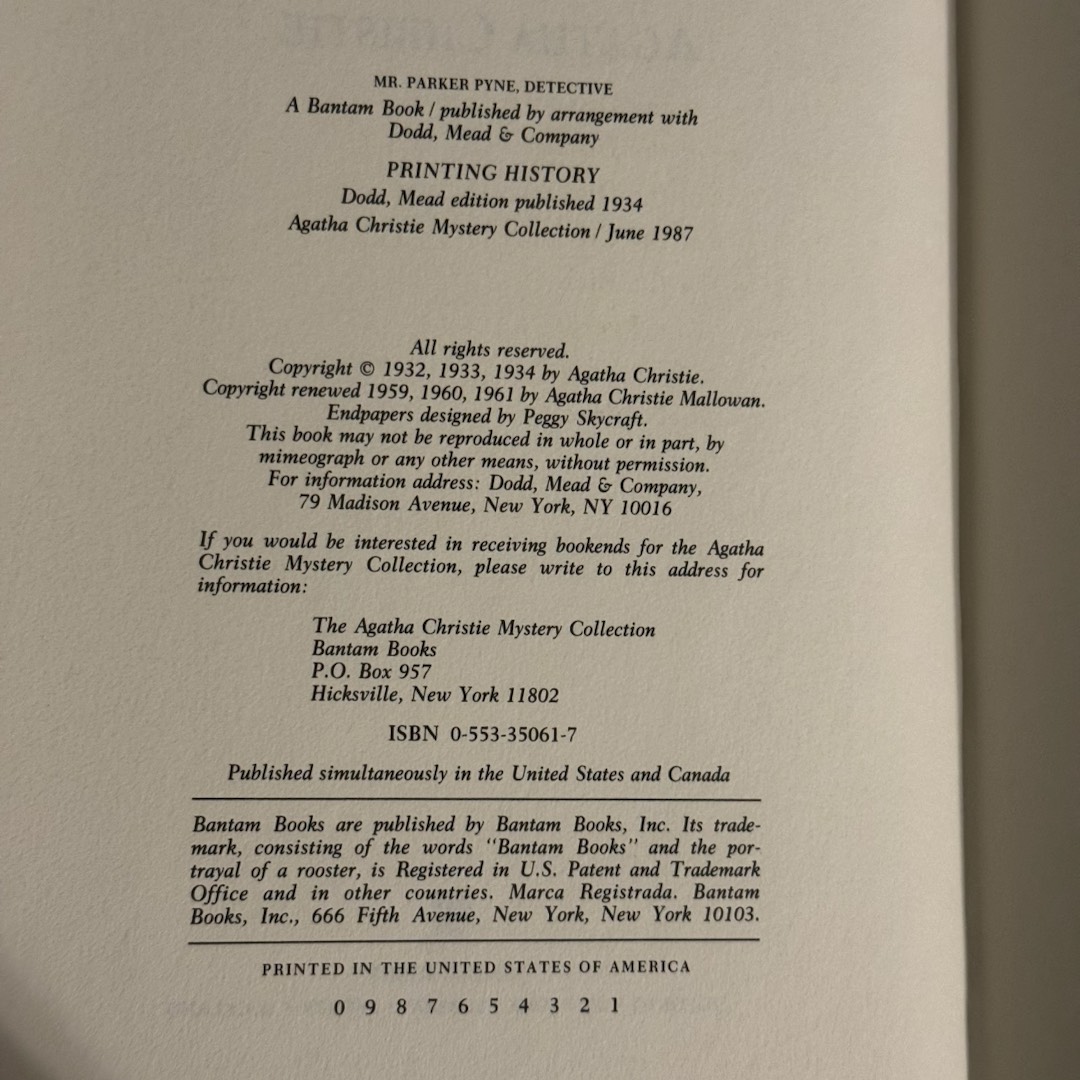 MR. PARKER PYNE, DETECTIVE
A Bantam Book / published by arrangement with
Dodd, Mead & Company
PRINTING HISTORY
Dodd, Mead edition published 1934
Agatha Christie Mystery Collection / June 1987
All rights reserved.
Copyright © 1932, 1933, 1934 by Agatha Christie.
Copyright renewed 1959, 1960, 1961 by Agatha Christie Mallowan.
Endpapers designed by Peggy Skycraft.
This book may not be reproduced in whole or in part, by
mimeograph or any other means, without permission.
For information address: Dodd, Mead & Company,
79 Madison Avenue, New York, NY 10016
If you would be interested in receiving bookends for the Agatha
Christie Mystery Collection, please write to this address for
information:
The Agatha Christie Mystery Collection
Bantam Books
P.O. Box 957
Hicksville, New York 11802
ISBN 0-553-35061-7
Published simultaneously in the United States and Canada
Bantam Books are published by Bantam Books, Inc. Its trade-
mark, consisting of the words "Bantam Books" and the por-
trayal of a rooster, is Registered in U.S. Patent and Trademark
Office and in other countries. Marca Registrada. Bantam
Books, Inc., 666 Fifth Avenue, New York, New York 10103.
PRINTED IN THE UNITED STATES OF AMERICA
0 9 8 7 6 5 4 3 2 1